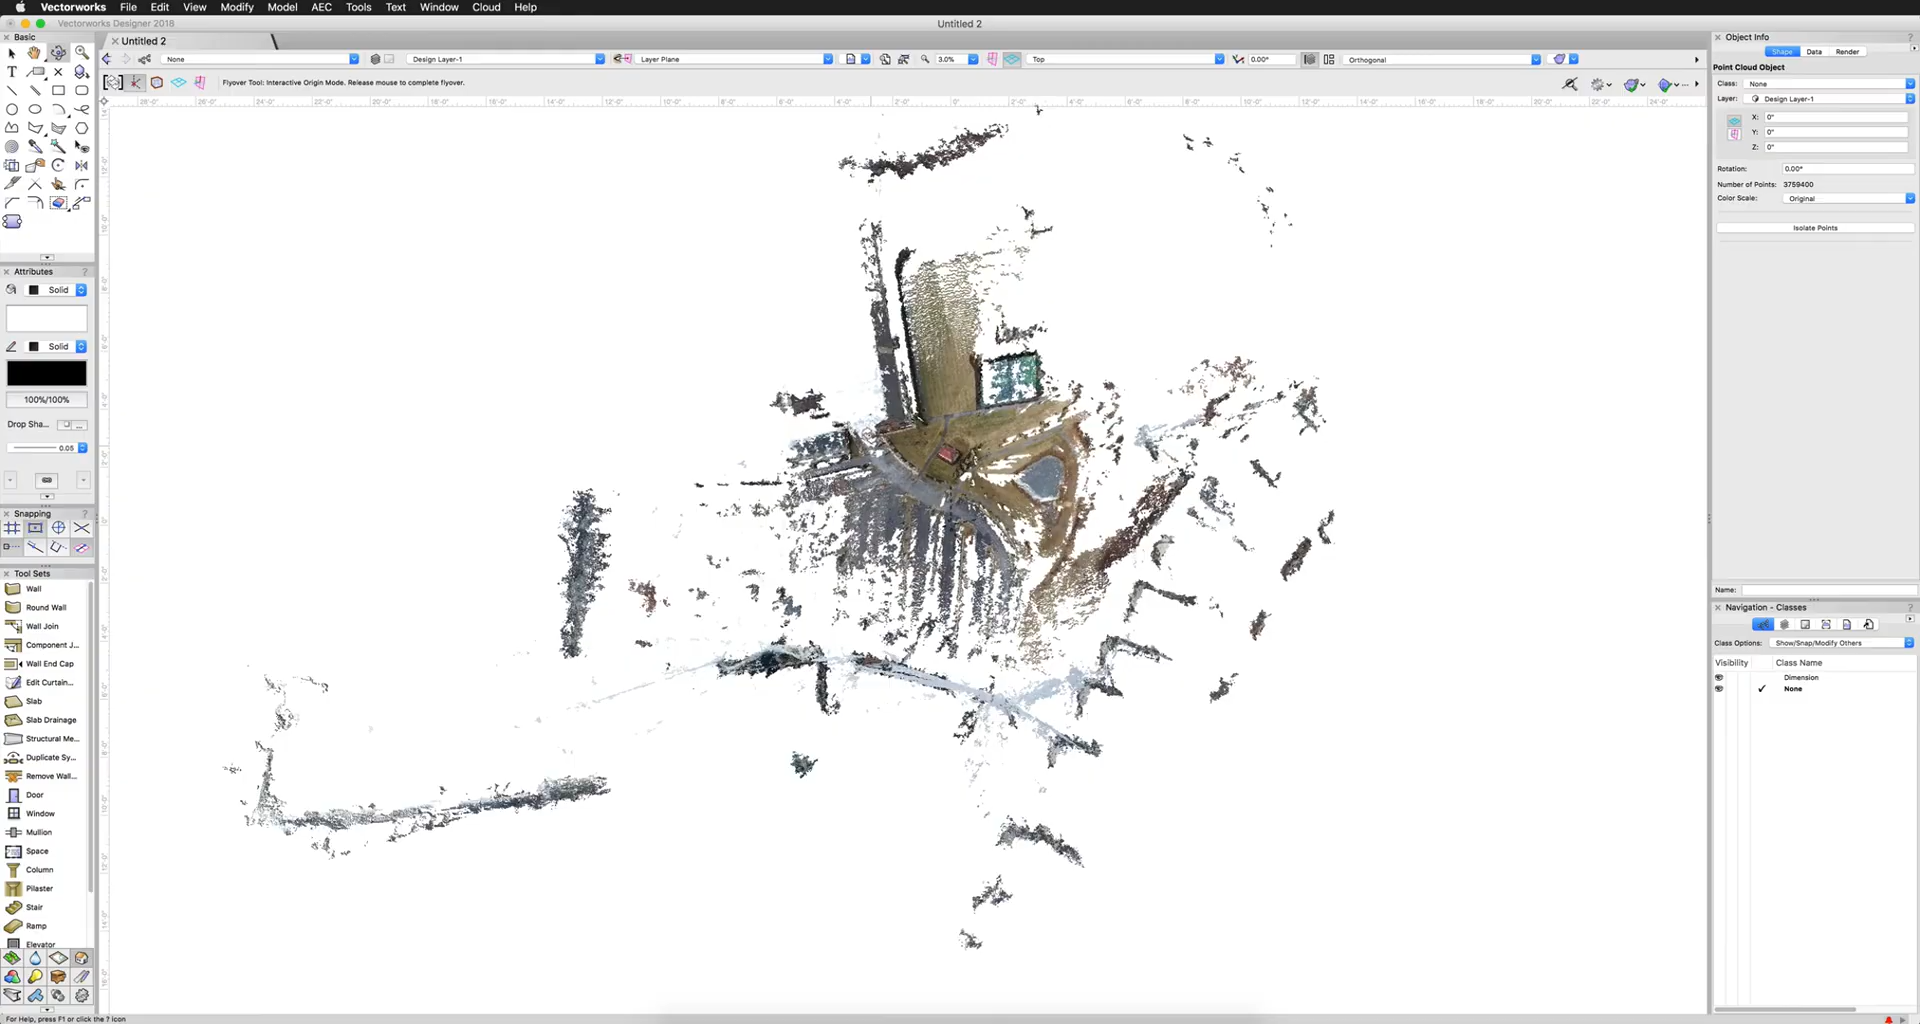 Vectorworks File Edit View Modify Model AEC Tools Text Window Cloud Help
Vectorworks Designer 2018
Untitled 2
Basic
Untitled 2
None
Design Layer-1
Layer Plane
3.0%
Top
0.00°
Orthogonal
Flyover Tool: Interactive Origin Mode. Release mouse to complete flyover.
Attributes
Solid
Solid
100%/100%
Drop Sha...
0.05
Snapping
Tool Sets
Wall
Round Wall
Wall Join
Component J...
Wall End Cap
Edit Curtain...
Slab
Slab Drainage
Structural Me...
Duplicate Sy...
Remove Wall...
Door
Window
Mullion
Space
Column
Pilaster
Stair
Ramp
Elevator
For Help, press F1 or click the ? icon
Object Info
Shape Data Render
Point Cloud Object
Class: None
Layer: Design Layer-1
X: 0"
Y: 0"
Z: 0"
Rotation: 0.00°
Number of Points: 3759400
Color Scale: Original
Isolate Points
Name:
Navigation - Classes
Class Options: Show/Snap/Modify Others
Visibility Class Name
Dimension
None